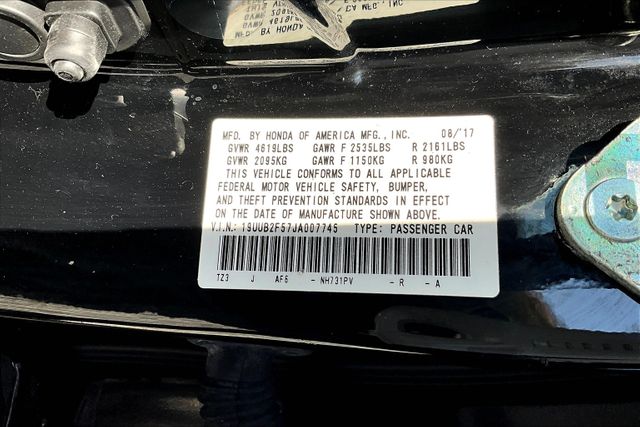 MFD. BY HONDA OF AMERICA MFG., INC. 08/'17
GVWR 4619LBS GAWR F 2535LBS R 2161LBS
GVWR 2095KG GAWR F 1150KG R 980KG
THIS VEHICLE CONFORMS TO ALL APPLICABLE
FEDERAL MOTOR VEHICLE SAFETY, BUMPER,
AND THEFT PREVENTION STANDARDS IN EFFECT
ON THE DATE OF MANUFACTURE SHOWN ABOVE.
V.I.N.: 19UUB2F57JA007746 TYPE: PASSENGER CAR
TZ3 J AF6 - NH731PV - R - A